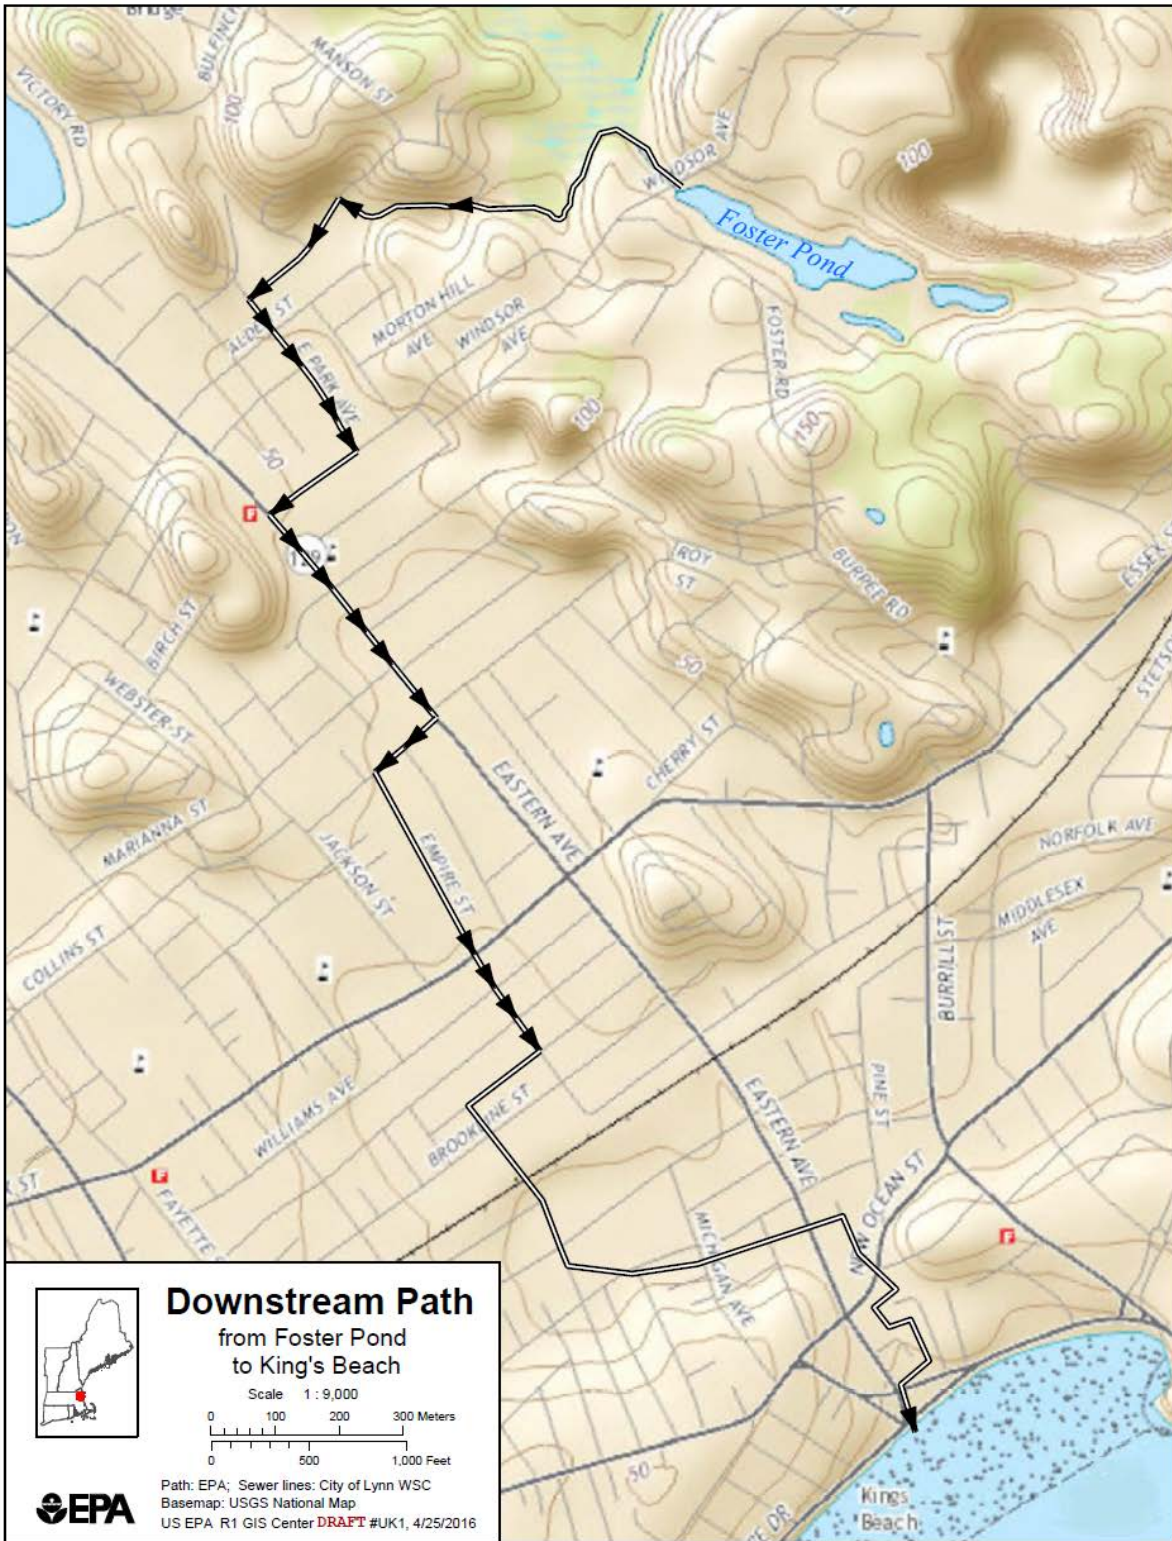 Bridge
BULFINCH
MANSON ST
ST
VICTORY RD
100
WINDSOR AVE
100
Foster Pond
ALDEN ST
MORTON HILL
AVE
WINDSOR
AVE
E PARK AVE
FOSTER RD
100
150
50
F
129
ROY
ST
BURPEE RD
ESSEX S
ON
BIRCH ST
50
STETSO
WEBSTER ST
CHERRY ST
EASTERN AVE
MARIANNA ST
JACKSON ST
EMPIRE ST
NORFOLK AVE
MIDDLESEX
AVE
COLLINS ST
BURRILL ST
WILLIAMS AVE
BROOKLINE ST
PINE ST
EASTERN AVE
ST
F
FAYETTE
MICHIGAN AVE
OCEAN ST
F
50
Kings
Beach
E DR
Downstream Path
from Foster Pond
to King's Beach
Scale 1 : 9,000
0 100 200 300 Meters
0 500 1,000 Feet
EPA
Path: EPA; Sewer lines: City of Lynn WSC
Basemap: USGS National Map
US EPA R1 GIS Center DRAFT #UK1, 4/25/2016